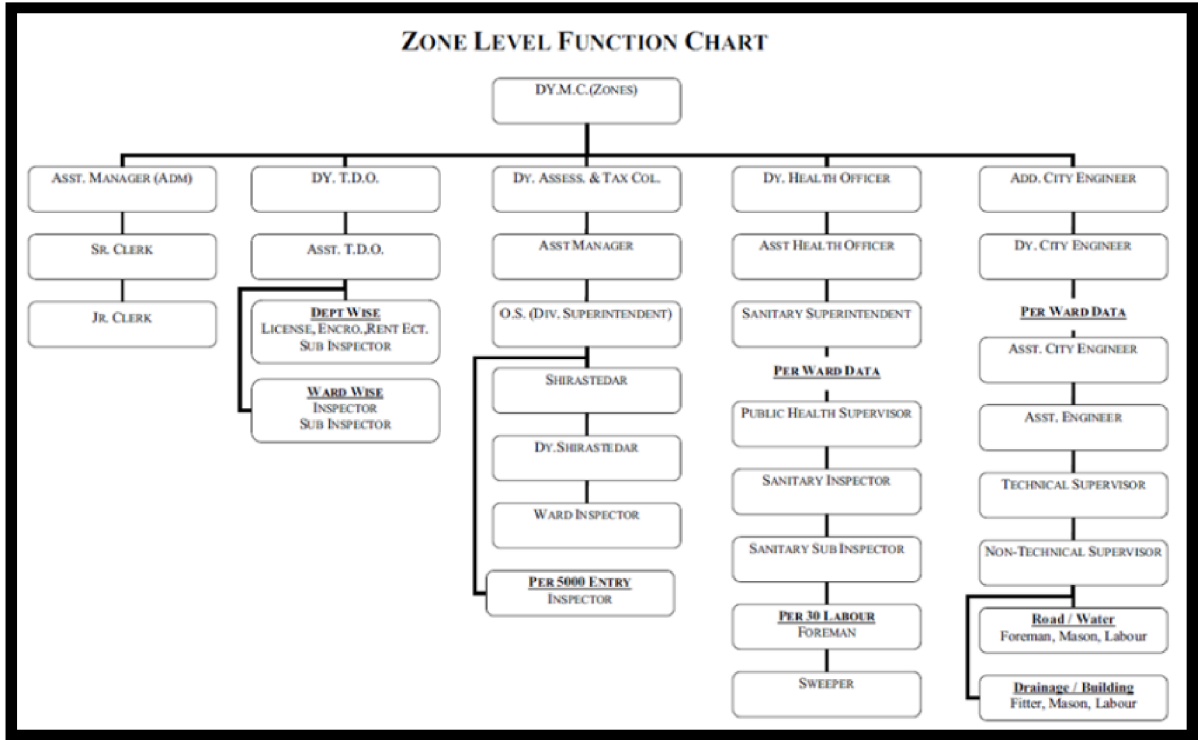 ZONE LEVEL FUNCTION CHART
DY.M.C.(ZONES)
ASST. MANAGER (ADM)
SR. CLERK
JR. CLERK
DY. T.D.O.
ASST. T.D.O.
DEPT WISE
LICENSE, ENCRO.,RENT ECT.
SUB INSPECTOR
WARD WISE
INSPECTOR
SUB INSPECTOR
DY. ASSESS. & TAX COL.
ASST MANAGER
O.S. (DIV. SUPERINTENDENT)
SHIRASTEDAR
DY.SHIRASTEDAR
WARD INSPECTOR
PER 5000 ENTRY
INSPECTOR
DY. HEALTH OFFICER
ASST HEALTH OFFICER
SANITARY SUPERINTENDENT
PER WARD DATA
PUBLIC HEALTH SUPERVISOR
SANITARY INSPECTOR
SANITARY SUB INSPECTOR
PER 30 LABOUR
FOREMAN
SWEEPER
ADD. CITY ENGINEER
DY. CITY ENGINEER
PER WARD DATA
ASST. CITY ENGINEER
ASST. ENGINEER
TECHNICAL SUPERVISOR
NON-TECHNICAL SUPERVISOR
Road / Water
Foreman, Mason, Labour
Drainage / Building
Fitter, Mason, Labour